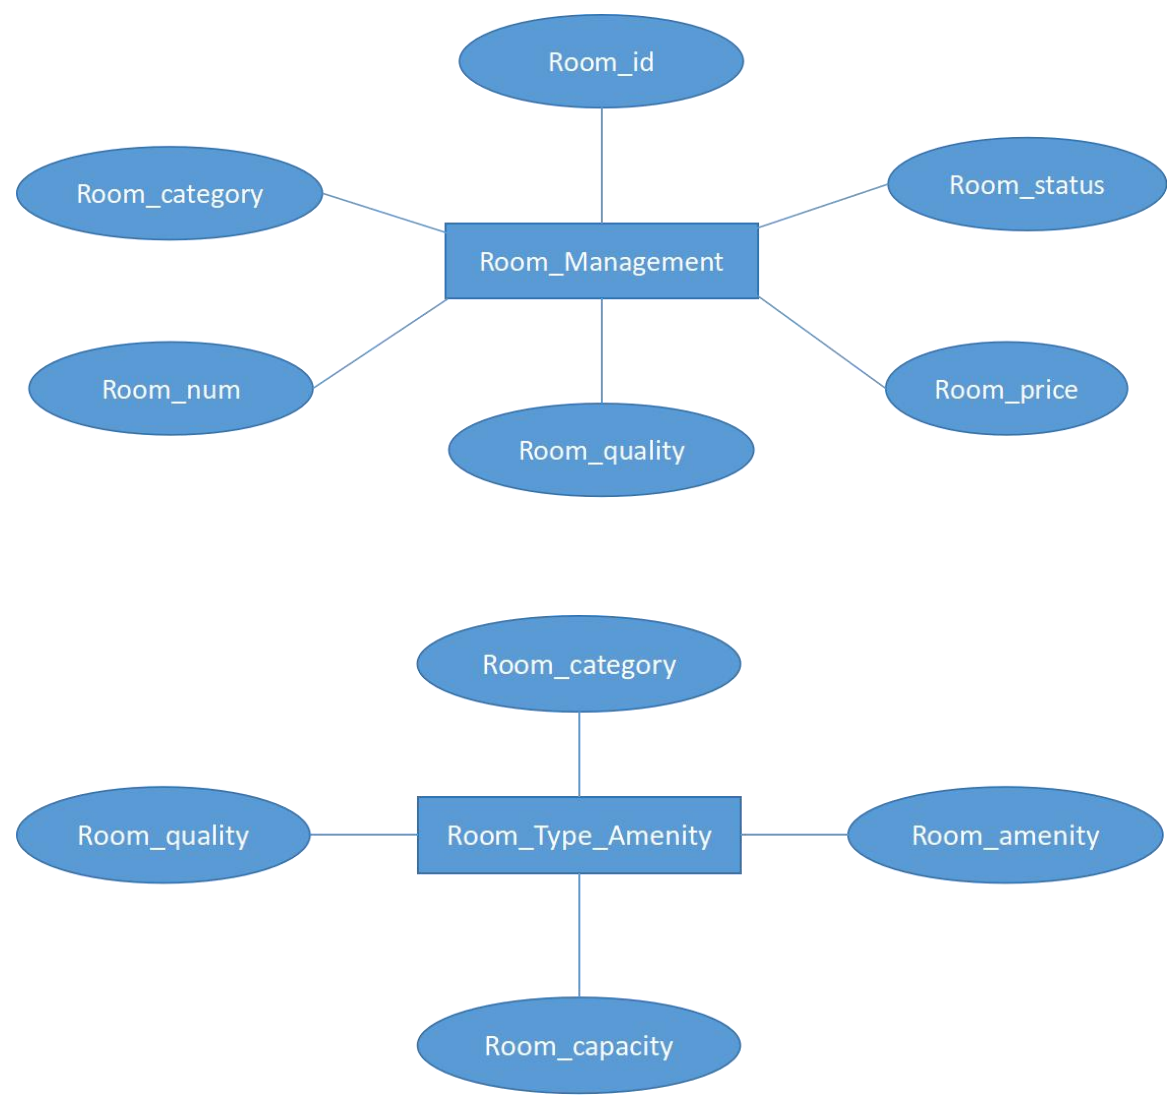 Room_id
Room_category
Room_status
Room_Management
Room_num
Room_price
Room_quality
Room_category
Room_quality
Room_Type_Amenity
Room_amenity
Room_capacity